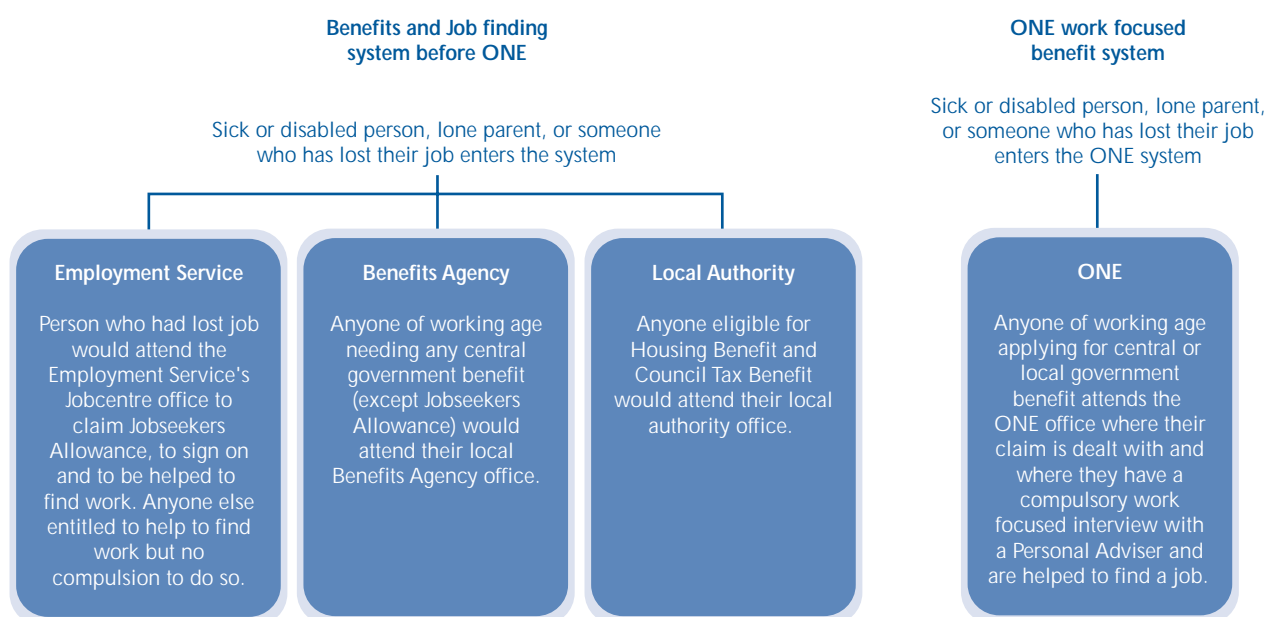 Benefits and Job finding
system before ONE
Sick or disabled person, lone parent, or someone
who has lost their job enters the system
Employment Service
Person who had lost job
would attend the
Employment Service's
Jobcentre office to
claim Jobseekers
Allowance, to sign on
and to be helped to
find work. Anyone else
entitled to help to find
work but no
compulsion to do so.
Benefits Agency
Anyone of working age
needing any central
government benefit
(except Jobseekers
Allowance) would
attend their local
Benefits Agency office.
Local Authority
Anyone eligible for
Housing Benefit and
Council Tax Benefit
would attend their local
authority office.
ONE work focused
benefit system
Sick or disabled person, lone parent,
or someone who has lost their job
enters the ONE system
ONE
Anyone of working age
applying for central or
local government
benefit attends the
ONE office where their
claim is dealt with and
where they have a
compulsory work
focused interview with
a Personal Adviser and
are helped to find a job.